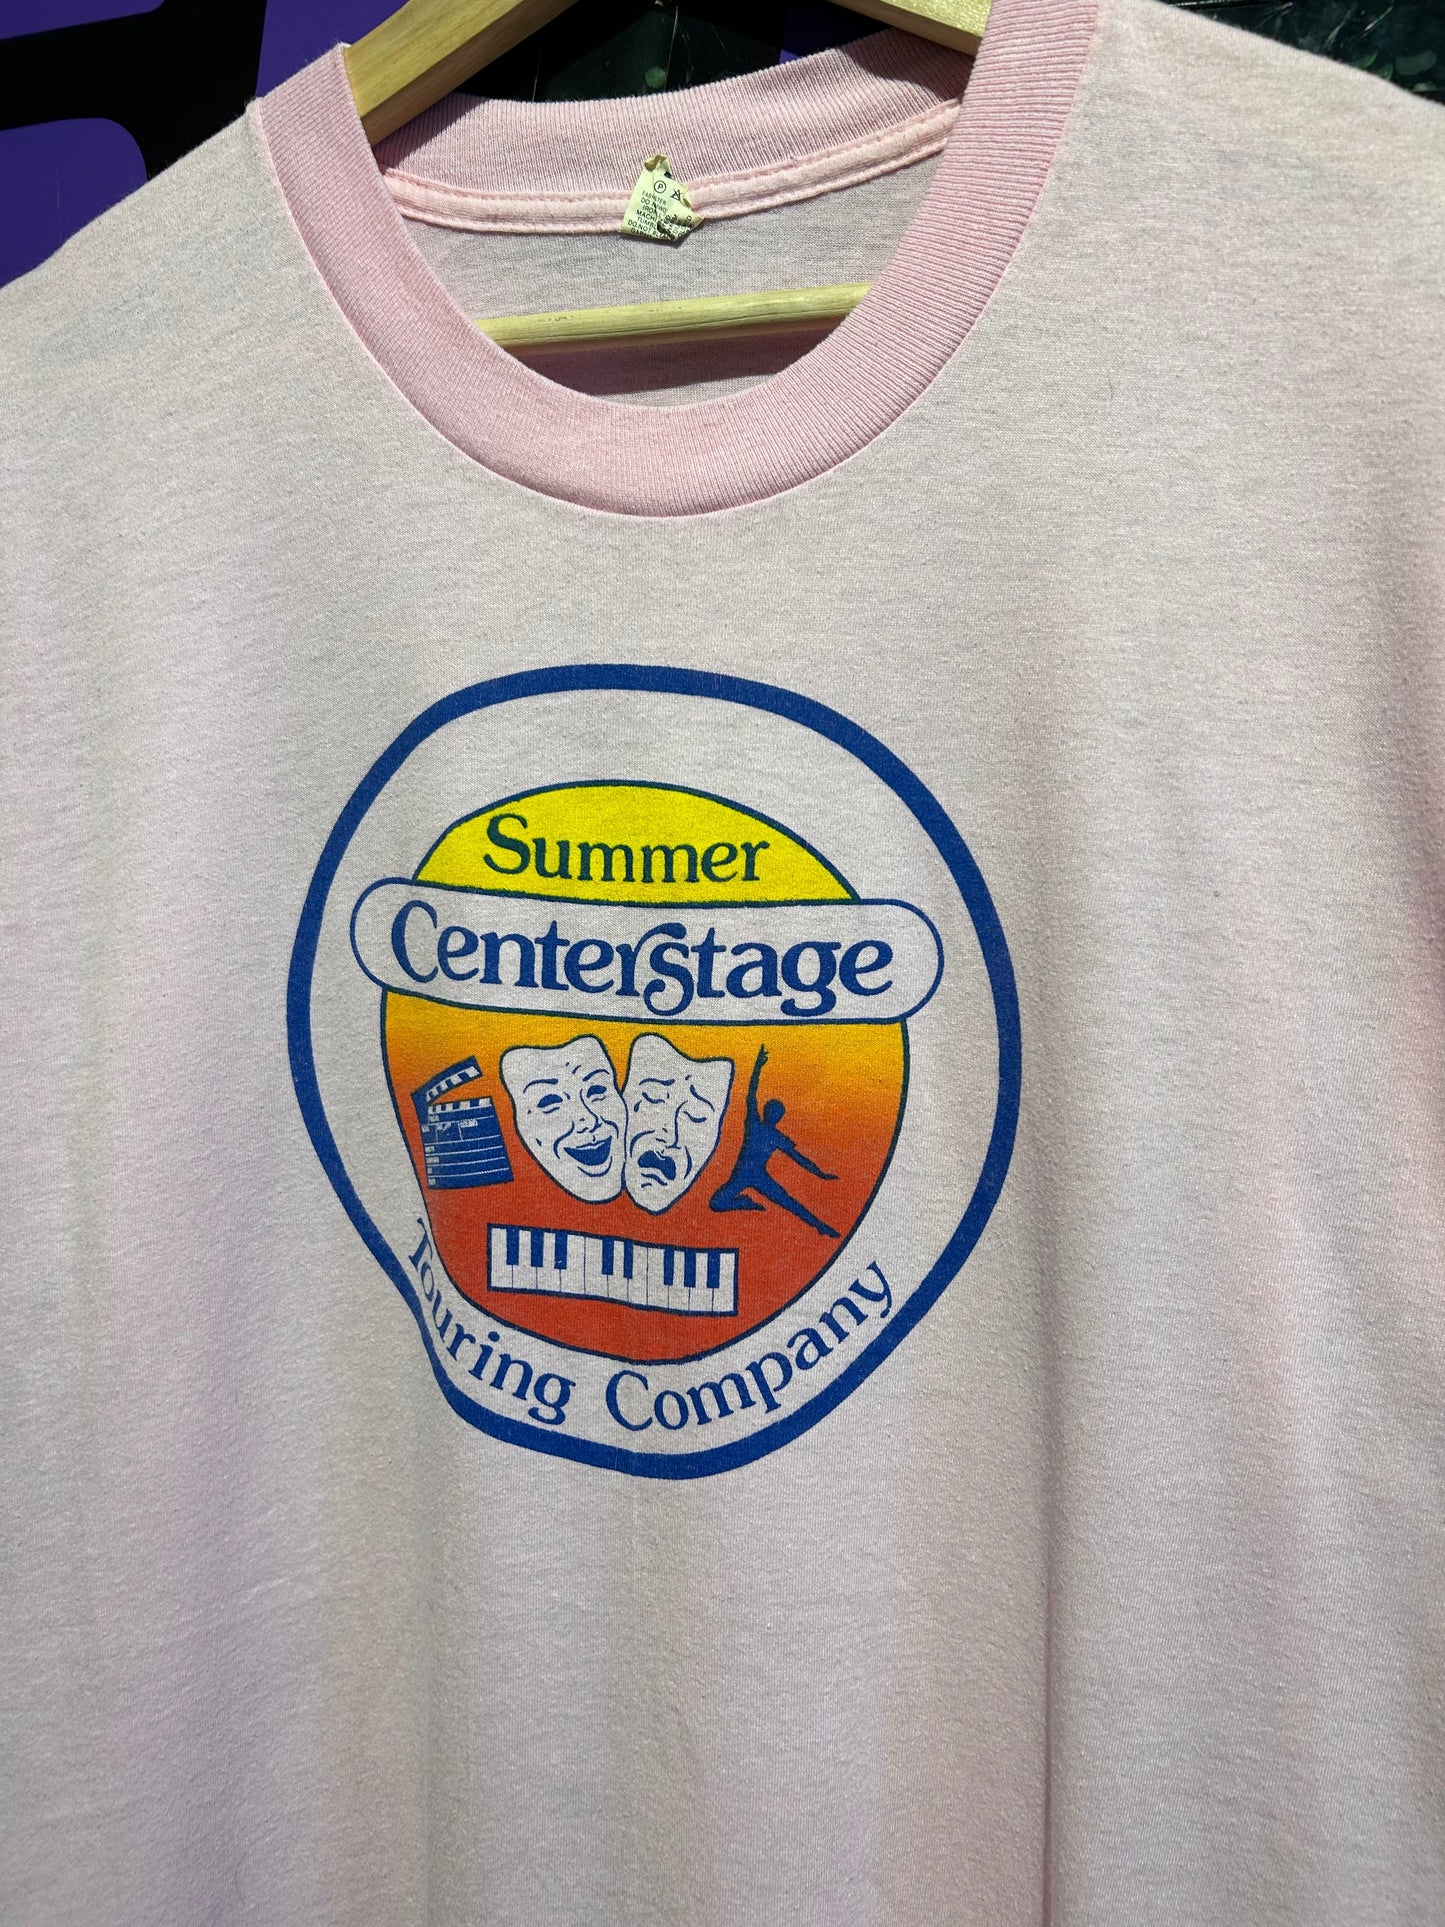 Summer
Centerstage
Touring Company